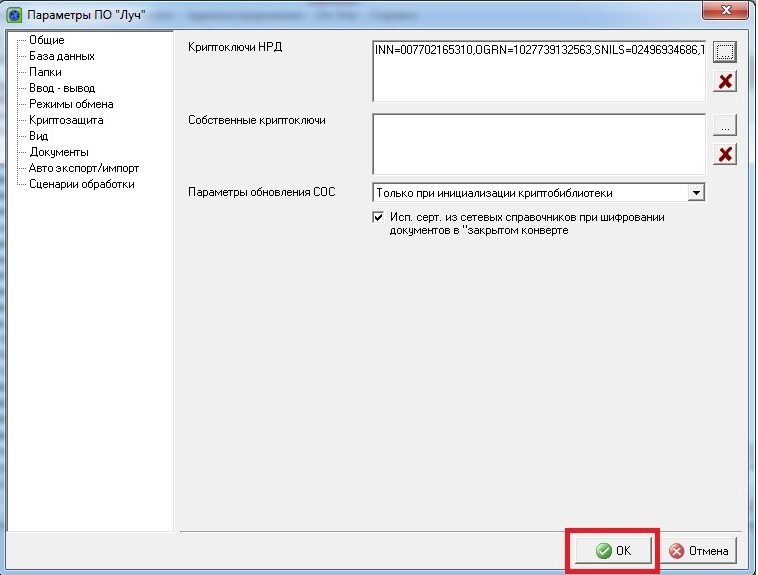 Параметры ПО "Луч"
Общие
База данных
Папки
Ввод - вывод
Режимы обмена
Криптозащита
Вид
Документы
Авто экспорт/импорт
Сценарии обработки
Криптоключи НРД
INN=007702165310,OGRN=1027739132563,SNILS=02496934686,T
...
Собственные криптоключи
...
Параметры обновления СОС
Только при инициализации криптобиблиотеки
Исп. серт. из сетевых справочников при шифровании
документов в "закрытом конверте
OK
Отмена